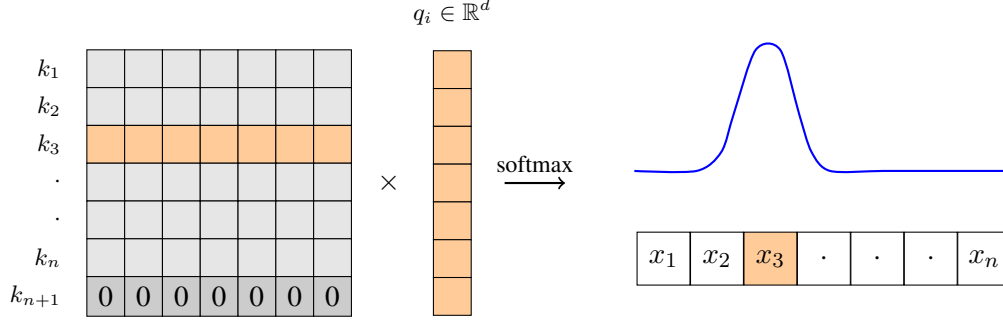 q_i ∈ ℝ^d
k_1
k_2
k_3
·
·
k_n
k_{n+1} 0 0 0 0 0 0 0
×
softmax
x_1 x_2 x_3 · · · x_n